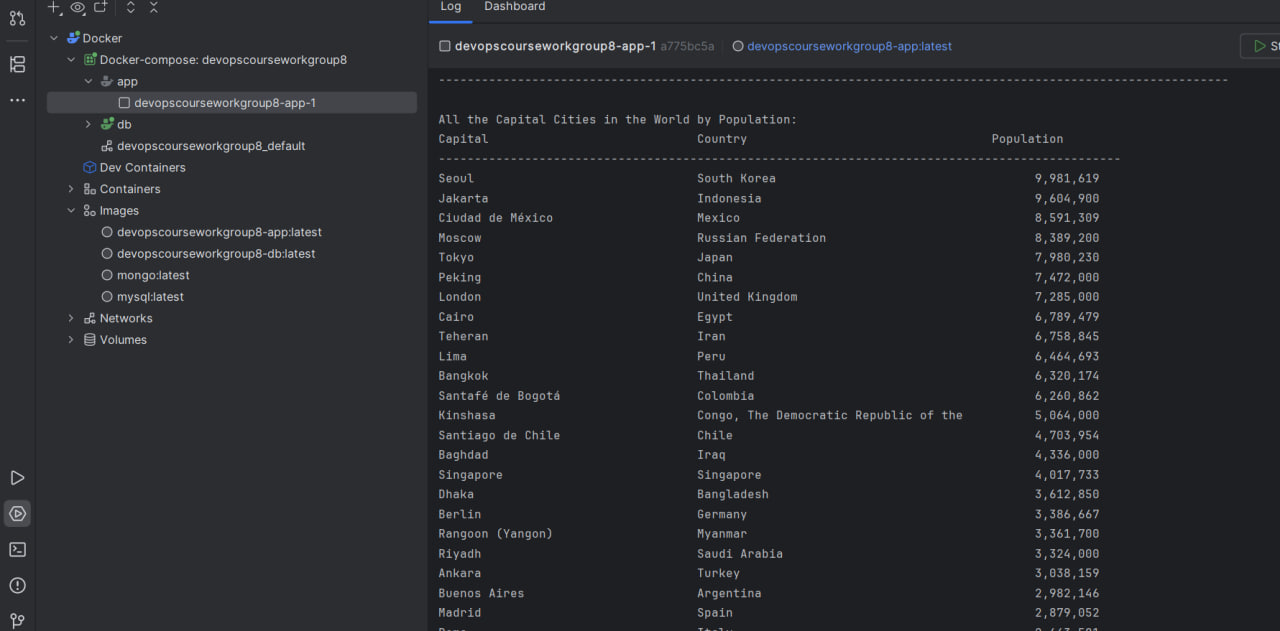 Docker
Docker-compose: devopscourseworkgroup8
app
devopscourseworkgroup8-app-1
db
devopscourseworkgroup8_default
Dev Containers
Containers
Images
devopscourseworkgroup8-app:latest
devopscourseworkgroup8-db:latest
mongo:latest
mysql:latest
Networks
Volumes
Log Dashboard
devopscourseworkgroup8-app-1 a775bc5a devopscourseworkgroup8-app:latest
All the Capital Cities in the World by Population:
Capital Country Population
Seoul South Korea 9,981,619
Jakarta Indonesia 9,604,900
Ciudad de México Mexico 8,591,309
Moscow Russian Federation 8,389,200
Tokyo Japan 7,980,230
Peking China 7,472,000
London United Kingdom 7,285,000
Cairo Egypt 6,789,479
Teheran Iran 6,758,845
Lima Peru 6,464,693
Bangkok Thailand 6,320,174
Santafé de Bogotá Colombia 6,260,862
Kinshasa Congo, The Democratic Republic of the 5,064,000
Santiago de Chile Chile 4,703,954
Baghdad Iraq 4,336,000
Singapore Singapore 4,017,733
Dhaka Bangladesh 3,612,850
Berlin Germany 3,386,667
Rangoon (Yangon) Myanmar 3,361,700
Riyadh Saudi Arabia 3,324,000
Ankara Turkey 3,038,159
Buenos Aires Argentina 2,982,146
Madrid Spain 2,879,052